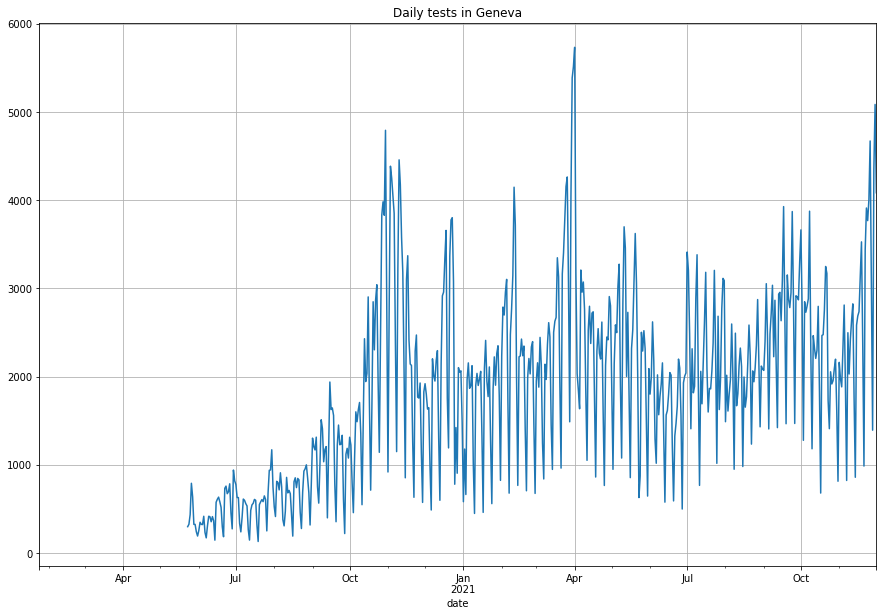 Daily tests in Geneva
6000
5000
4000
3000
2000
1000
0
Apr
Jul
Oct
Jan
2021
Apr
Jul
Oct
date